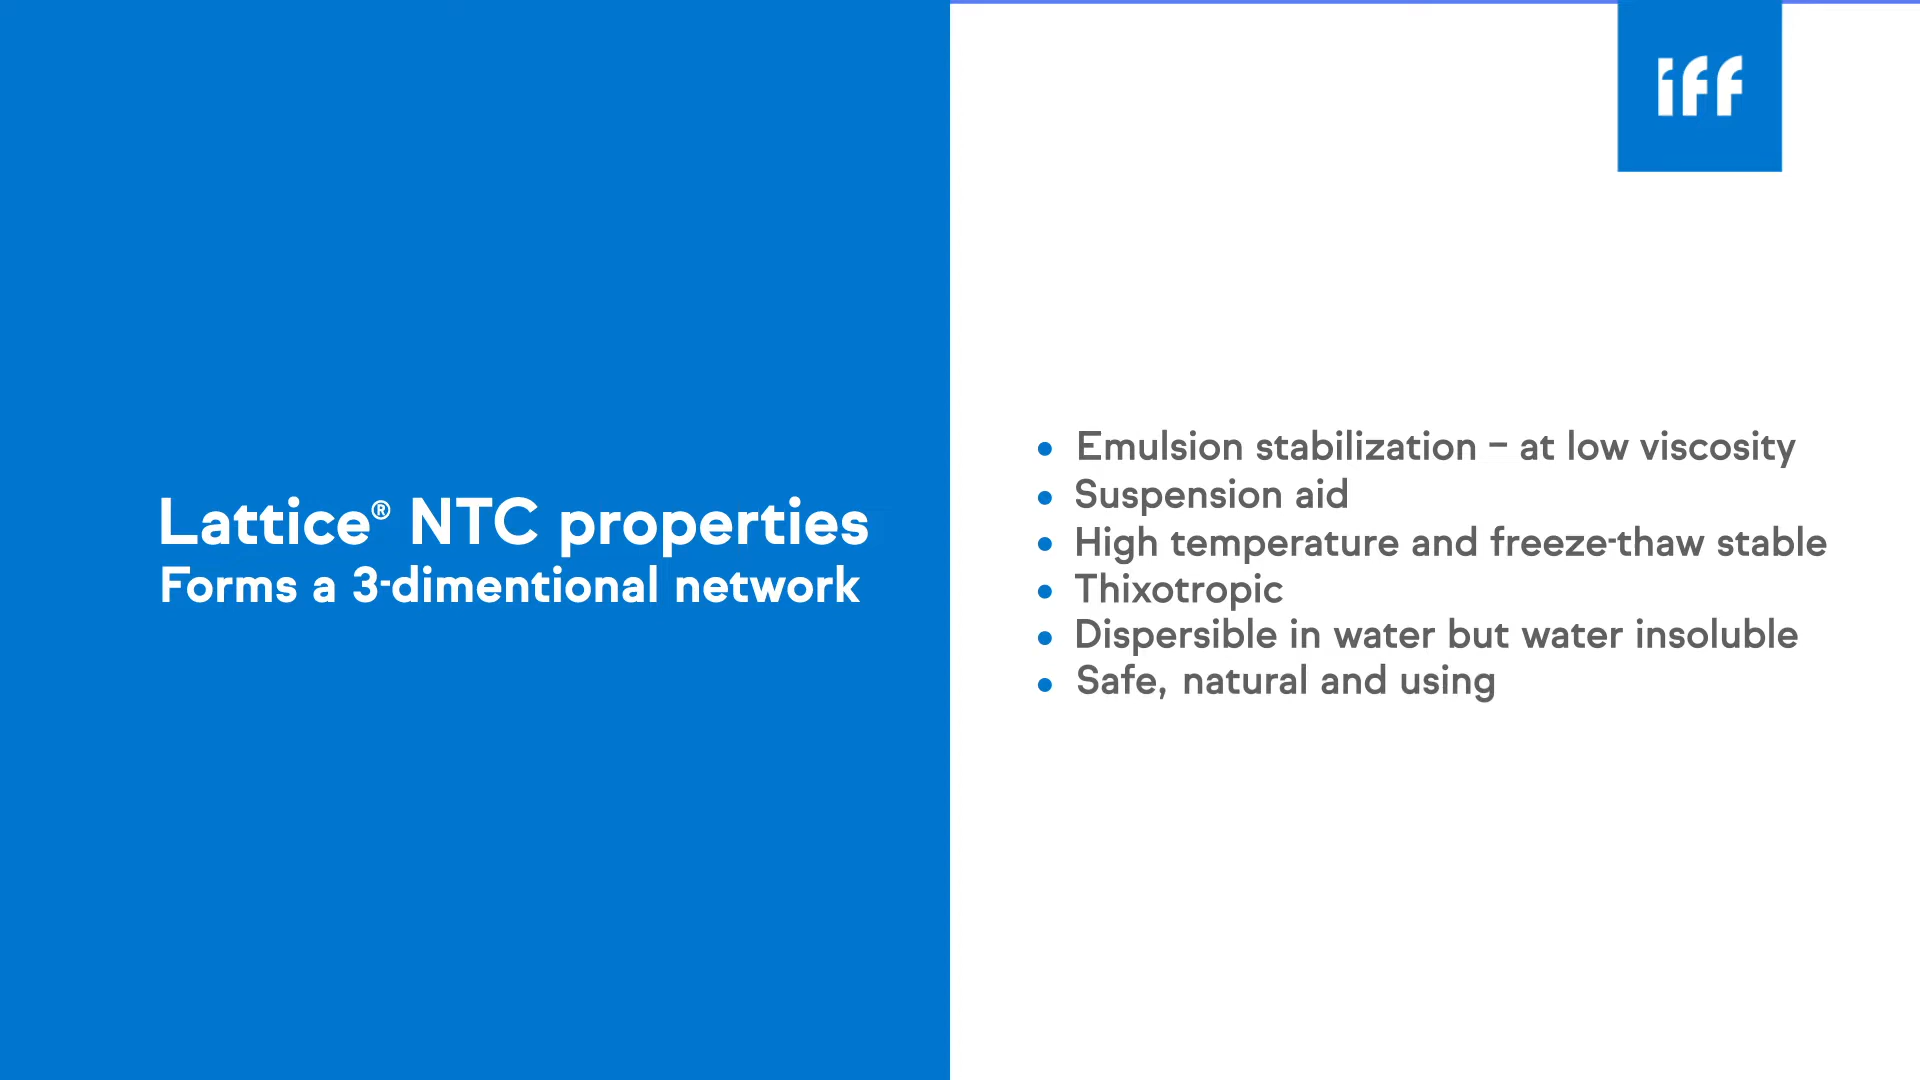 iff
Lattice® NTC properties
Forms a 3-dimentional network
• Emulsion stabilization – at low viscosity
• Suspension aid
• High temperature and freeze-thaw stable
• Thixotropic
• Dispersible in water but water insoluble
• Safe, natural and using